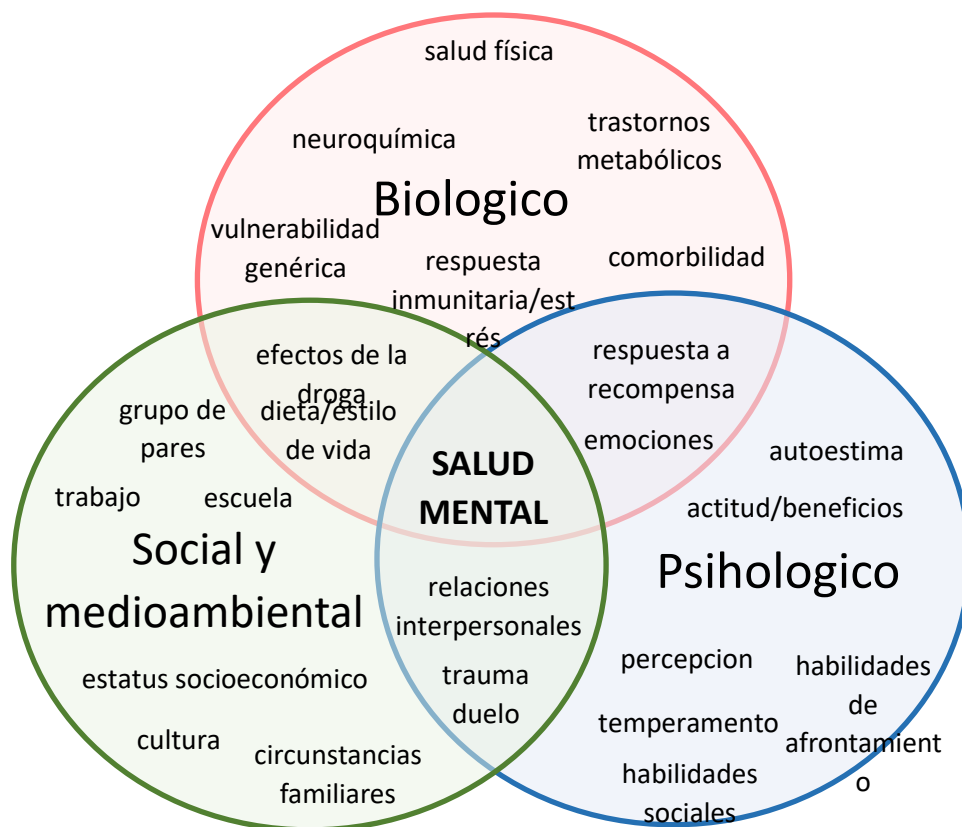 salud física
neuroquímica
trastornos
metabólicos
Biologico
vulnerabilidad
genérica
respuesta
inmunitaria/est
rés
comorbilidad
efectos de la
droga
dieta/estilo
de vida
respuesta a
recompensa
emociones
grupo de
pares
trabajo
escuela
SALUD
MENTAL
autoestima
actitud/beneficios
Social y
medioambiental
Psihologico
relaciones
interpersonales
trauma
duelo
estatus socioeconómico
cultura
circunstancias
familiares
percepcion
temperamento
habilidades
sociales
habilidades
de
afrontamient
o